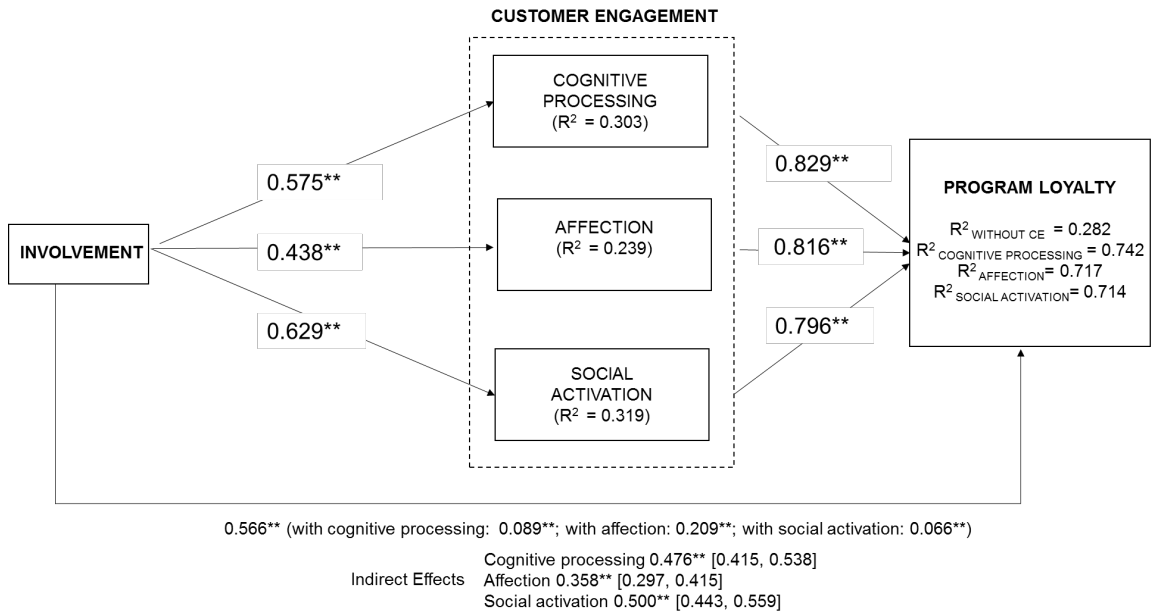 CUSTOMER ENGAGEMENT
COGNITIVE
PROCESSING
(R² = 0.303)
0.575**
0.829**
PROGRAM LOYALTY
R² WITHOUT CE = 0.282
R² COGNITIVE PROCESSING = 0.742
R² AFFECTION= 0.717
R² SOCIAL ACTIVATION= 0.714
INVOLVEMENT
0.438**
AFFECTION
(R² = 0.239)
0.816**
0.629**
0.796**
SOCIAL
ACTIVATION
(R² = 0.319)
0.566** (with cognitive processing: 0.089**; with affection: 0.209**; with social activation: 0.066**)
Indirect Effects
Cognitive processing 0.476** [0.415, 0.538]
Affection 0.358** [0.297, 0.415]
Social activation 0.500** [0.443, 0.559]